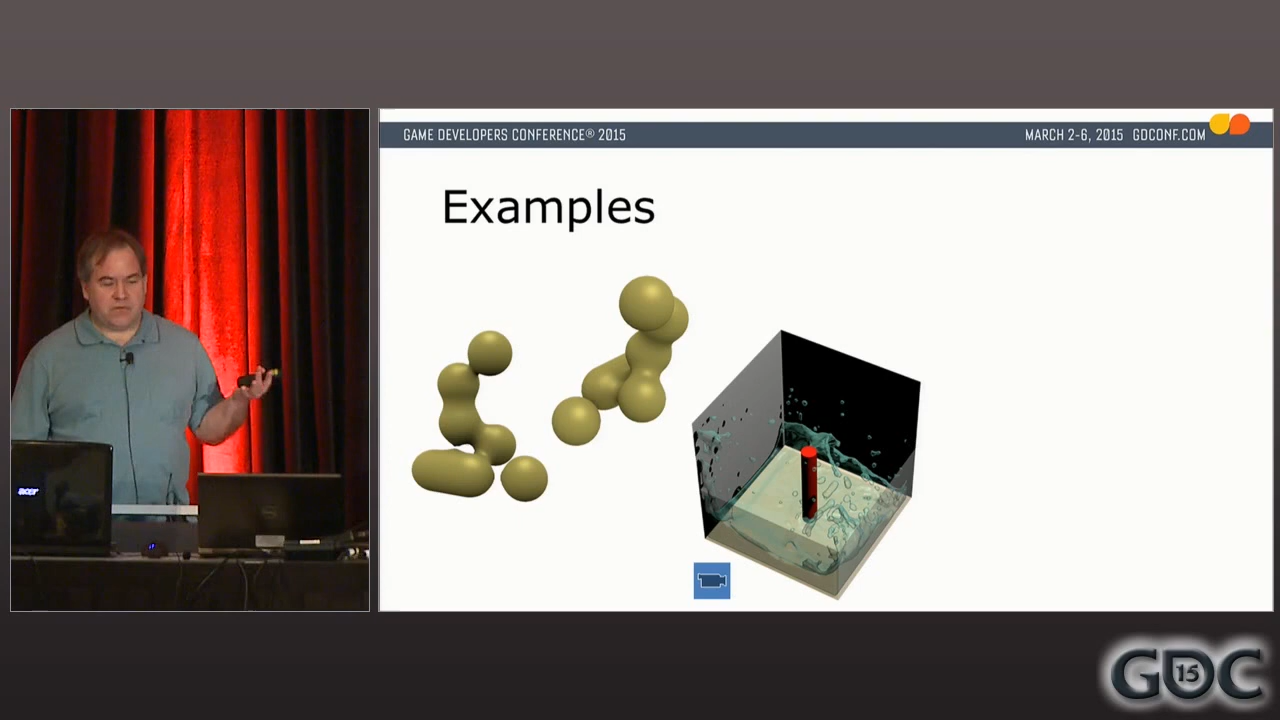 GAME DEVELOPERS CONFERENCE® 2015
MARCH 2-6, 2015 GDCONF.COM
Examples
acer
GDC
15